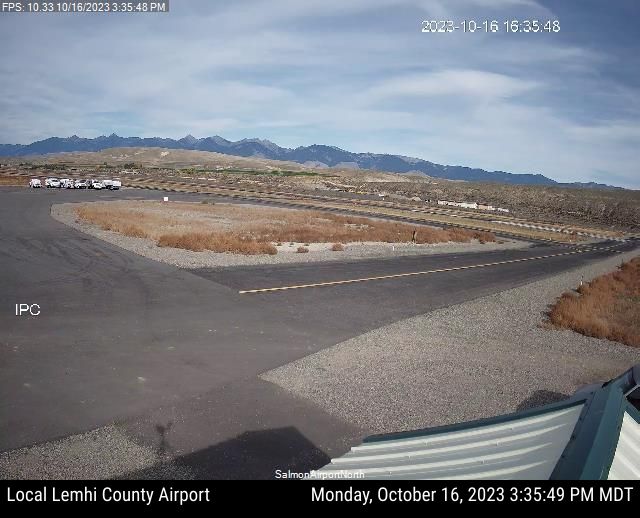 FPS: 10.33 10/16/2023 3:35:48 PM
2023-10-16 16:35:48
IPC
SalmonAirportNorth
Local Lemhi County Airport
Monday, October 16, 2023 3:35:49 PM MDT